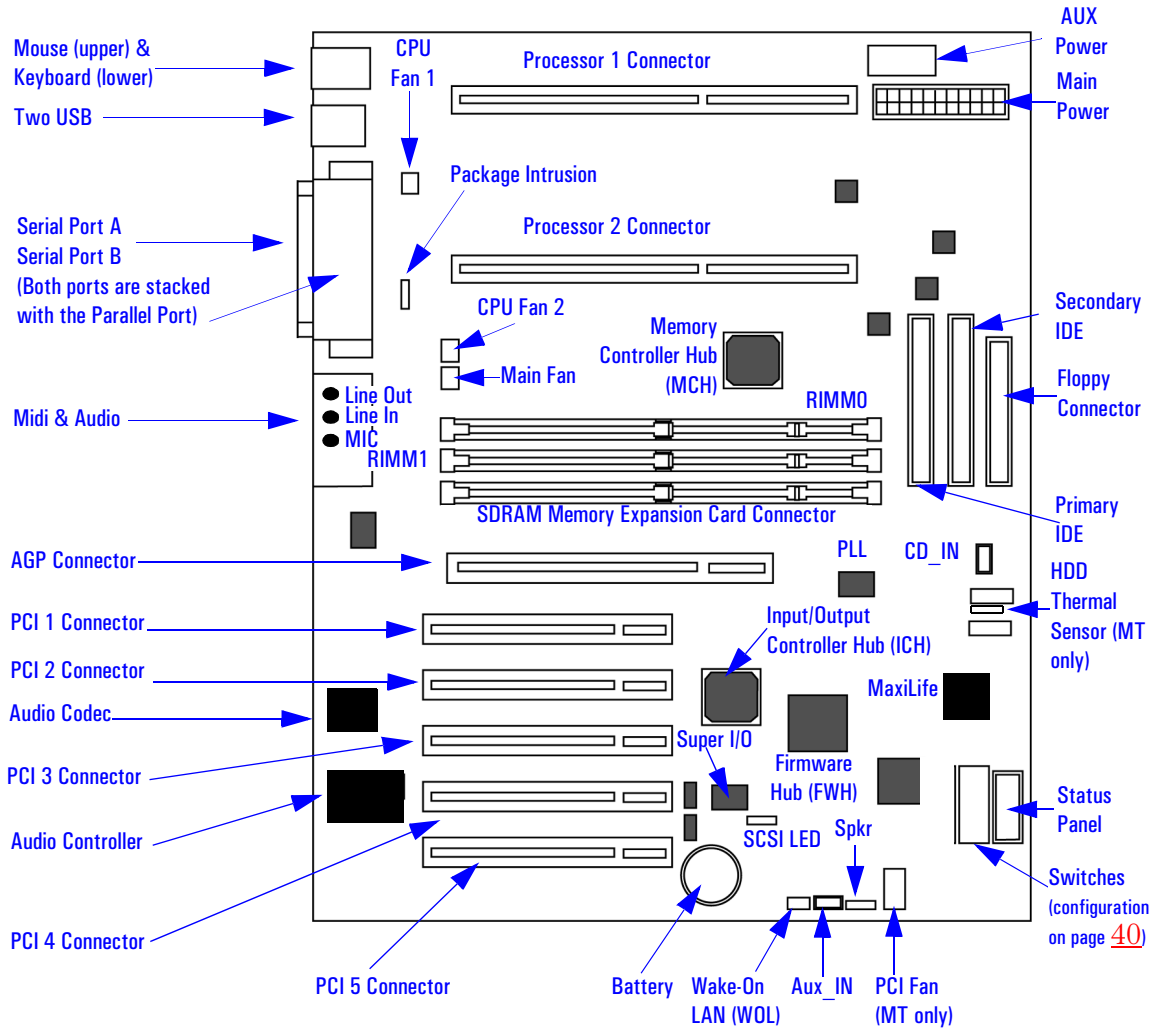 AUX
Power
Mouse (upper) &
Keyboard (lower)
CPU
Fan 1
Processor 1 Connector
Main
Power
Two USB
Package Intrusion
Serial Port A
Serial Port B
(Both ports are stacked
with the Parallel Port)
Processor 2 Connector
CPU Fan 2
Main Fan
Memory
Controller Hub
(MCH)
Secondary
IDE
Floppy
Connector
Midi & Audio
Line Out
Line In
MIC
RIMM0
RIMM1
SDRAM Memory Expansion Card Connector
Primary
IDE
AGP Connector
PLL
CD_IN
HDD
Thermal
Sensor (MT
only)
PCI 1 Connector
Input/Output
Controller Hub (ICH)
PCI 2 Connector
MaxiLife
Audio Codec
Super I/O
PCI 3 Connector
Firmware
Hub (FWH)
Status
Panel
Audio Controller
SCSI LED
Spkr
Switches
(configuration
on page 40)
PCI 4 Connector
PCI 5 Connector
Battery
Wake-On
LAN (WOL)
Aux_IN
PCI Fan
(MT only)